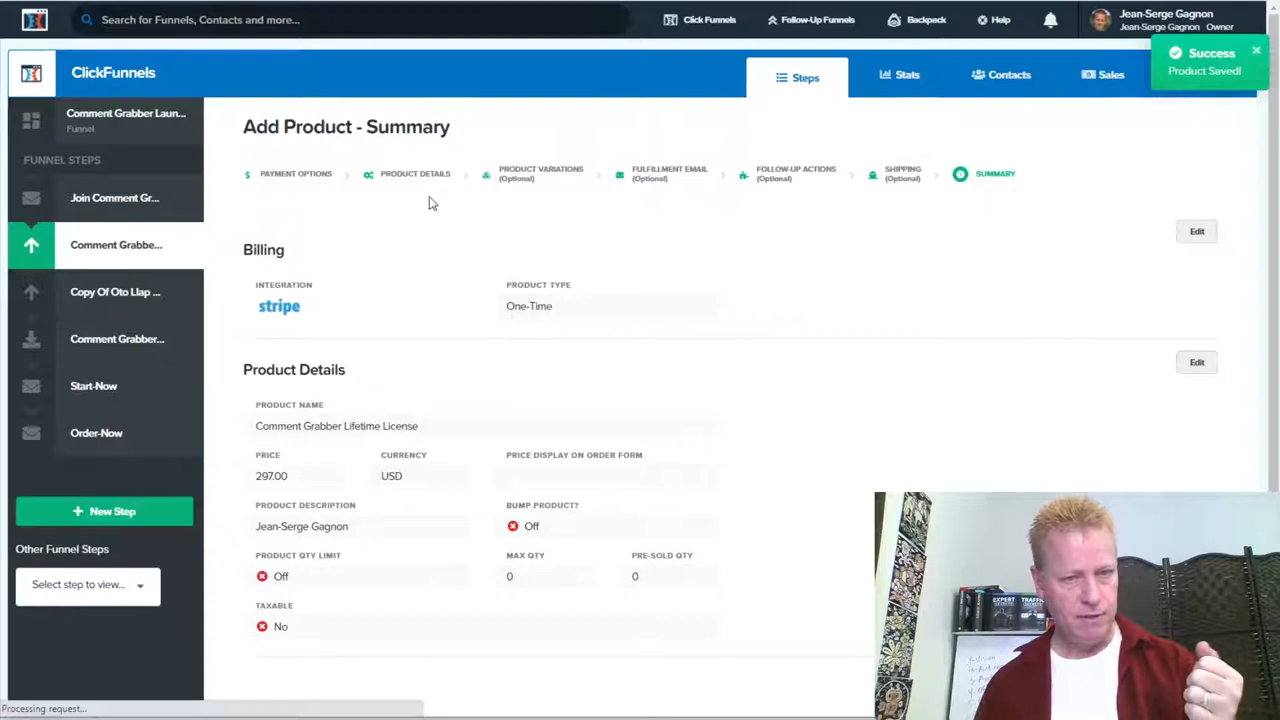 Search for Funnels, Contacts and more...
Click Funnels
Follow-Up Funnels
Backpack
Help
Jean-Serge Gagnon
Jean-Serge Gagnon Owner
ClickFunnels
Steps
Stats
Contacts
Sales
Success
Product Saved!
Comment Grabber Laun...
Funnel
FUNNEL STEPS
Join Comment Gr...
Comment Grabbe...
Copy Of Oto Llap ...
Comment Grabber...
Start-Now
Order-Now
New Step
Other Funnel Steps
Select step to view...
Add Product - Summary
PAYMENT OPTIONS
PRODUCT DETAILS
PRODUCT VARIATIONS
(Optional)
FULFILLMENT EMAIL
(Optional)
FOLLOW-UP ACTIONS
(Optional)
SHIPPING
(Optional)
SUMMARY
Billing
Edit
INTEGRATION
PRODUCT TYPE
stripe
One-Time
Product Details
Edit
PRODUCT NAME
Comment Grabber Lifetime License
PRICE
CURRENCY
PRICE DISPLAY ON ORDER FORM
297.00
USD
PRODUCT DESCRIPTION
BUMP PRODUCT?
Jean-Serge Gagnon
Off
PRODUCT QTY LIMIT
MAX QTY
PRE-SOLD QTY
Off
0
0
TAXABLE
No
EXPERT
SECRETS
TRAFFIC
SECRETS
Processing request...